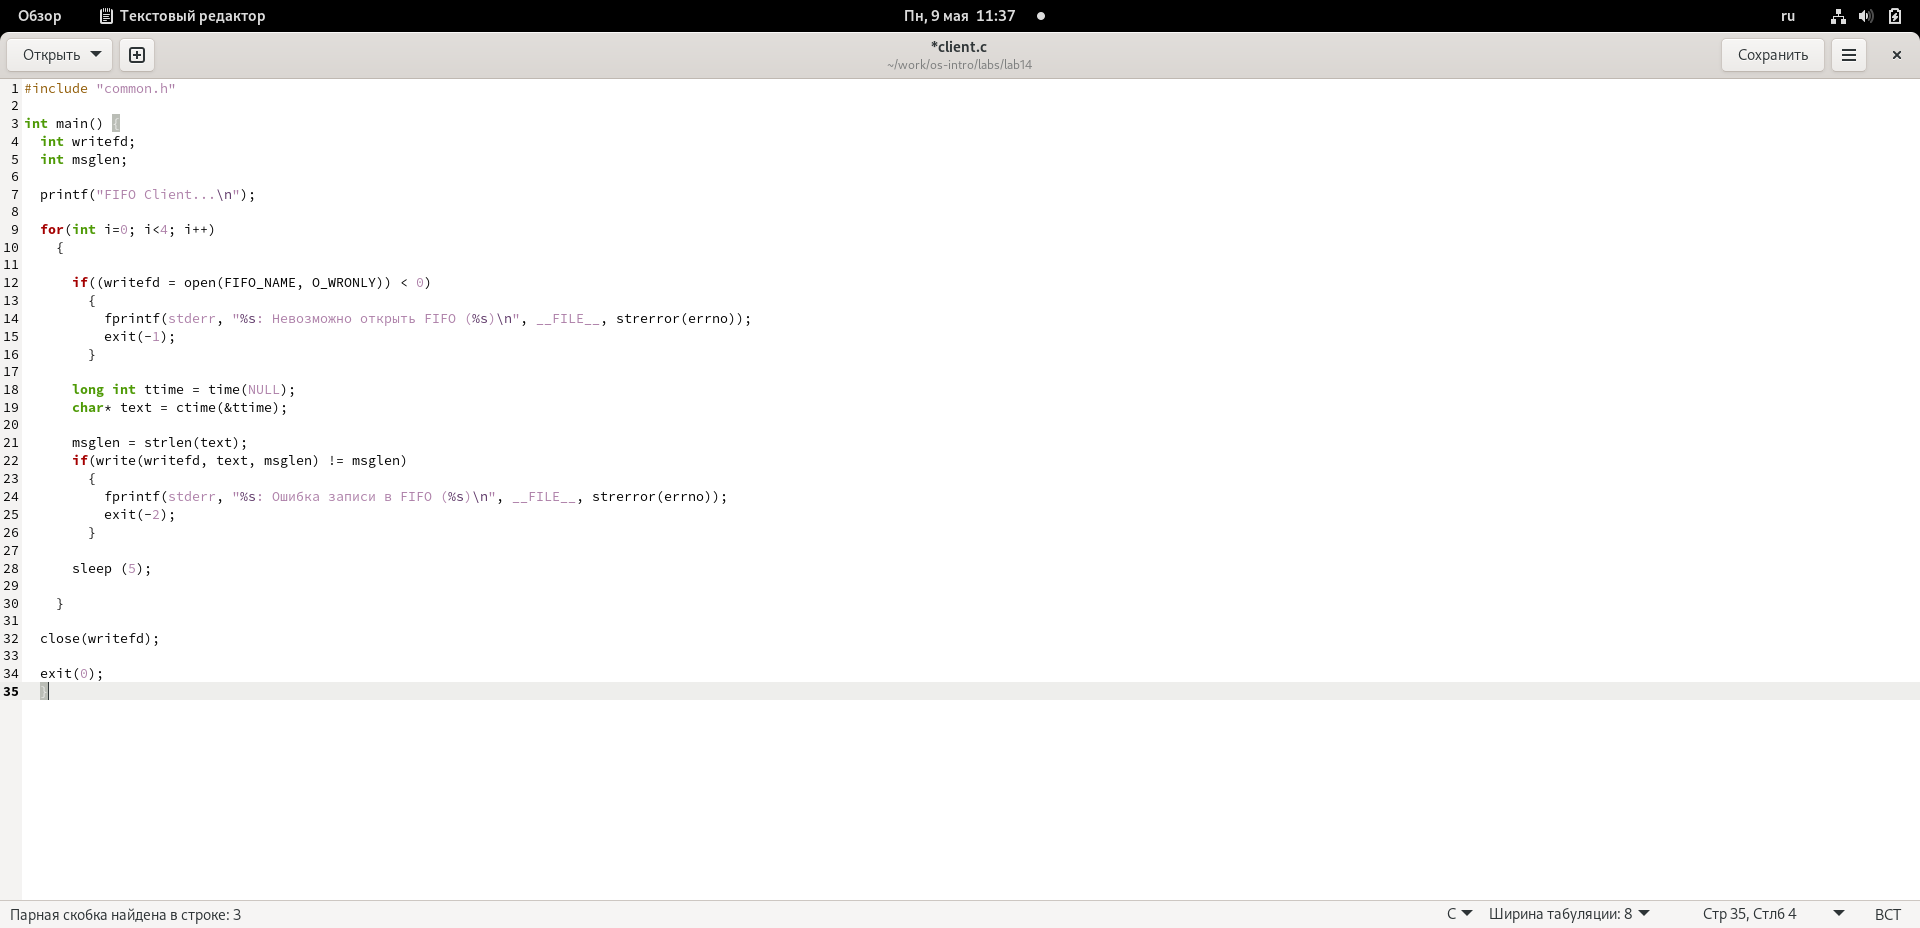 Обзор Текстовый редактор Пн, 9 мая 11:37 ru
Открыть *client.c Сохранить
~/work/os-intro/labs/lab14
1 #include "common.h"
2
3 int main() {
4   int writefd;
5   int msglen;
6
7   printf("FIFO Client...\n");
8
9   for(int i=0; i<4; i++)
10     {
11
12       if((writefd = open(FIFO_NAME, O_WRONLY)) < 0)
13         {
14           fprintf(stderr, "%s: Невозможно открыть FIFO (%s)\n", __FILE__, strerror(errno));
15           exit(-1);
16         }
17
18       long int ttime = time(NULL);
19       char* text = ctime(&ttime);
20
21       msglen = strlen(text);
22       if(write(writefd, text, msglen) != msglen)
23         {
24           fprintf(stderr, "%s: Ошибка записи в FIFO (%s)\n", __FILE__, strerror(errno));
25           exit(-2);
26         }
27
28       sleep (5);
29
30     }
31
32   close(writefd);
33
34   exit(0);
35   }
Парная скобка найдена в строке: 3 C Ширина табуляции: 8 Стр 35, Стлб 4 ВСТ